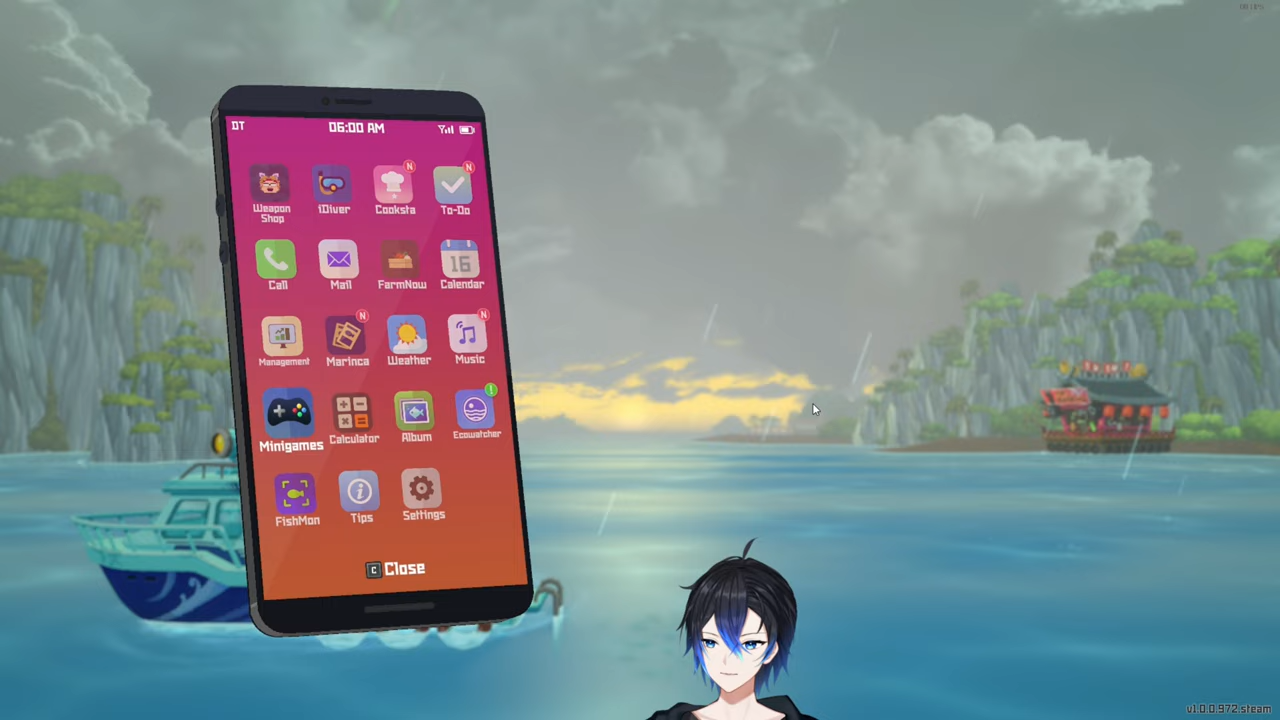 DT
06:00 AM
Weapon Shop
iDiver
N
Cooksta
N
To-Do
Call
Mail
FarmNow
16
Calendar
Management
N
Marinca
Weather
N
Music
Minigames
Calculator
Album
Ecowatcher
FishMon
Tips
Settings
C Close
v1.0.0.972.steam